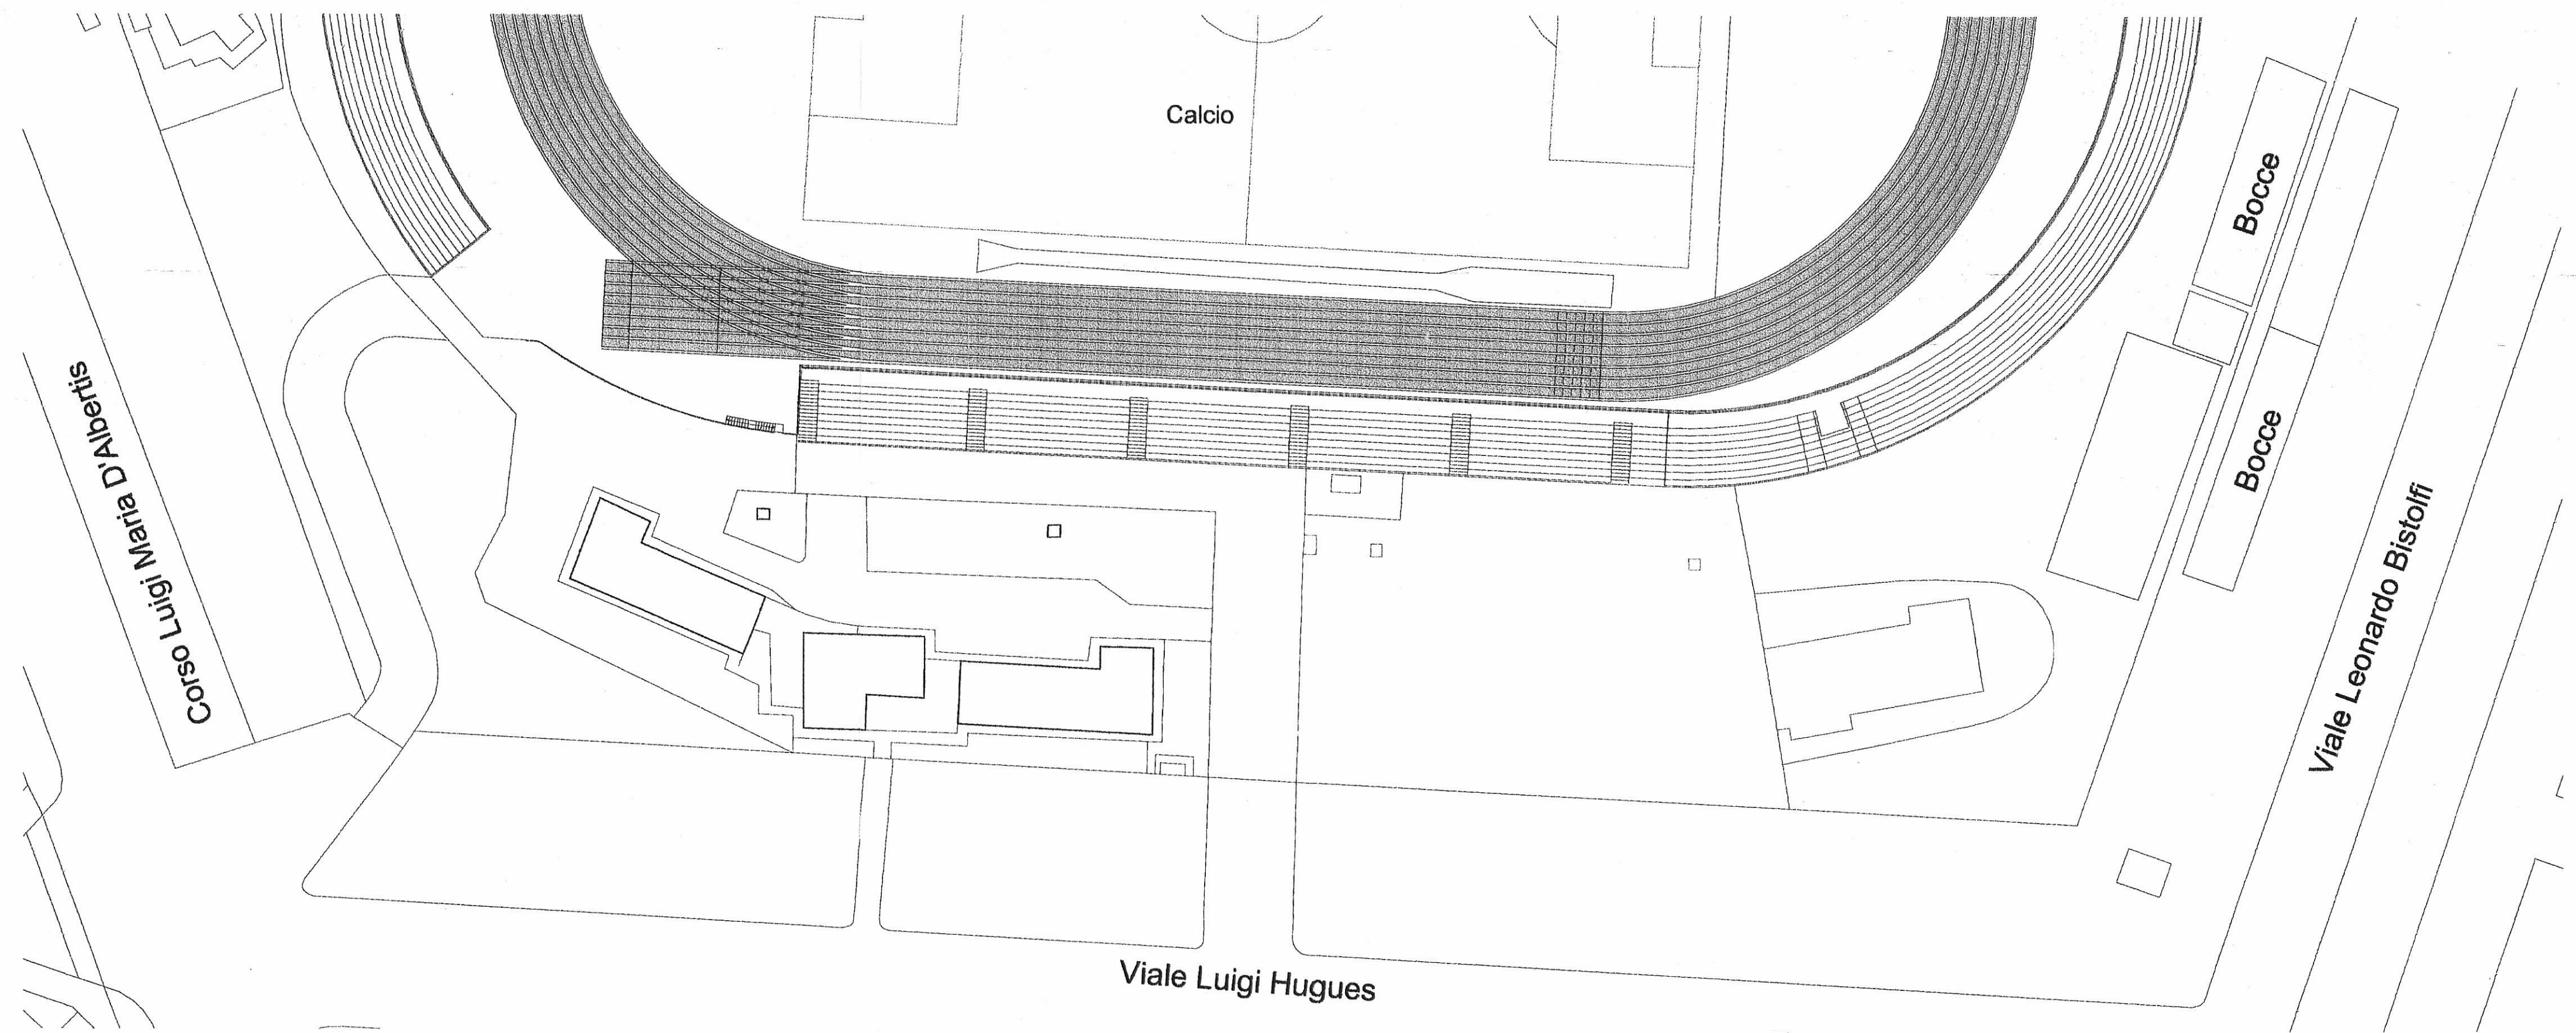 Calcio
Bocce
Bocce
Corso Luigi Maria D'Albertis
Viale Leonardo Bistolfi
Viale Luigi Hugues